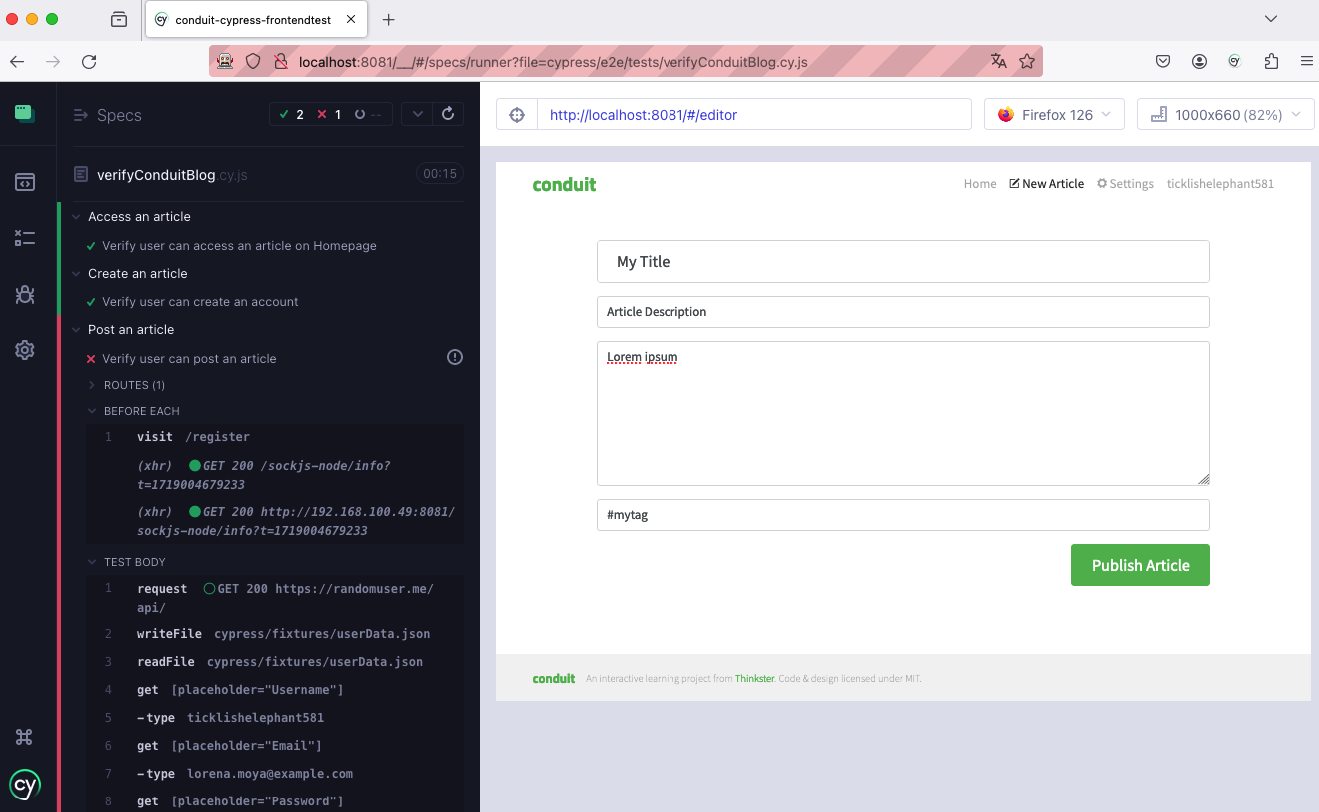 conduit-cypress-frontendtest
localhost:8081/__/#/specs/runner?file=cypress/e2e/tests/verifyConduitBlog.cy.js
Specs
2 1 --
verifyConduitBlog.cy.js 00:15
Access an article
Verify user can access an article on Homepage
Create an article
Verify user can create an account
Post an article
Verify user can post an article
ROUTES (1)
BEFORE EACH
1 visit /register
(xhr) GET 200 /sockjs-node/info?
t=1719004679233
(xhr) GET 200 http://192.168.100.49:8081/
sockjs-node/info?t=1719004679233
TEST BODY
1 request GET 200 https://randomuser.me/
api/
2 writeFile cypress/fixtures/userData.json
3 readFile cypress/fixtures/userData.json
4 get [placeholder="Username"]
5 -type ticklishelephant581
6 get [placeholder="Email"]
7 -type lorena.moya@example.com
8 get [placeholder="Password"]
cy
http://localhost:8081/#/editor
Firefox 126
1000x660 (82%)
conduit
Home New Article Settings ticklishelephant581
My Title
Article Description
Lorem ipsum
#mytag
Publish Article
conduit An interactive learning project from Thinkster. Code & design licensed under MIT.